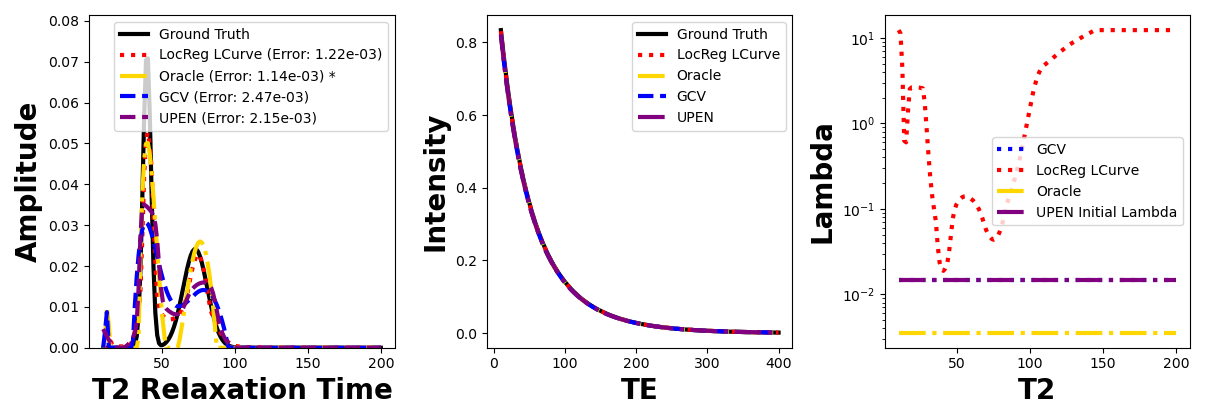 0.08
0.07
0.06
0.05
0.04
0.03
0.02
0.01
0.00
Amplitude
Ground Truth
LocReg LCurve (Error: 1.22e-03)
Oracle (Error: 1.14e-03) *
GCV (Error: 2.47e-03)
UPEN (Error: 2.15e-03)
50
100
150
200
T2 Relaxation Time
0.8
0.6
0.4
0.2
0.0
Intensity
Ground Truth
LocReg LCurve
Oracle
GCV
UPEN
0
100
200
300
400
TE
10¹
10⁰
10⁻¹
10⁻²
Lambda
GCV
LocReg LCurve
Oracle
UPEN Initial Lambda
50
100
150
200
T2